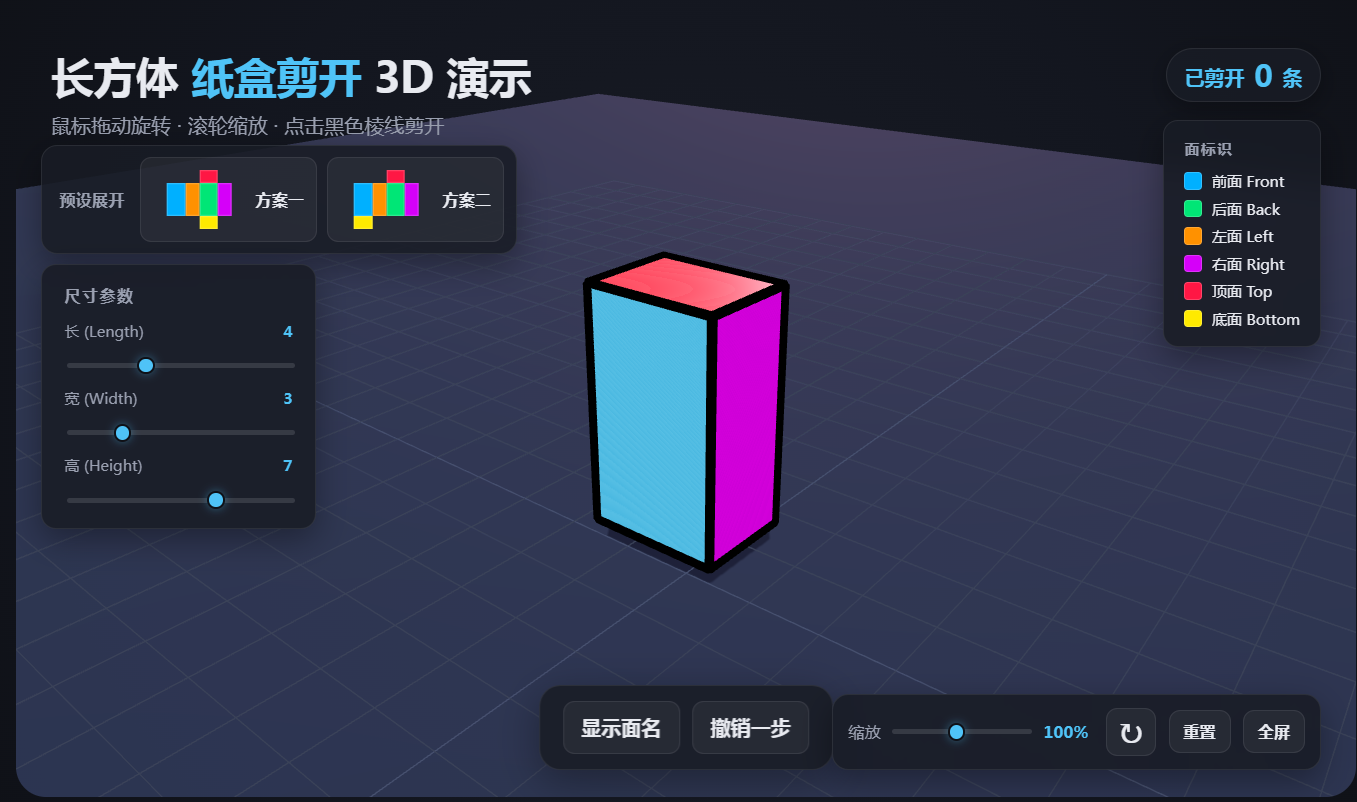 长方体 纸盒剪开 3D 演示
已剪开 0 条
鼠标拖动旋转 · 滚轮缩放 · 点击黑色棱线剪开
预设展开
方案一
方案二
面标识
前面 Front
后面 Back
左面 Left
右面 Right
顶面 Top
底面 Bottom
尺寸参数
长 (Length) 4
宽 (Width) 3
高 (Height) 7
显示面名
撤销一步
缩放
100%
↻
重置
全屏